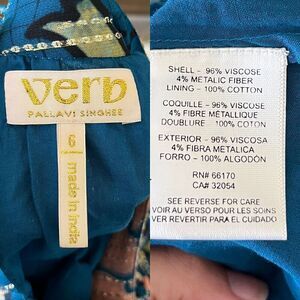 verb
PALLAVI SINGHEE
6
made in india
SHELL - 96% VISCOSE
4% METALIC FIBER
LINING - 100% COTTON
COQUILLE - 96% VISCOSE
4% FIBRE MÉTALLIQUE
DOUBLURE - 100% COTON
EXTERIOR - 96% VISCOSA
4% FIBRA METALICA
FORRO - 100% ALGODÓN
RN# 66170
CA# 32054
SEE REVERSE FOR CARE
VOIR AU VERSO POUR LES SOINS
VER REVERTIR PARA EL CUIDADO